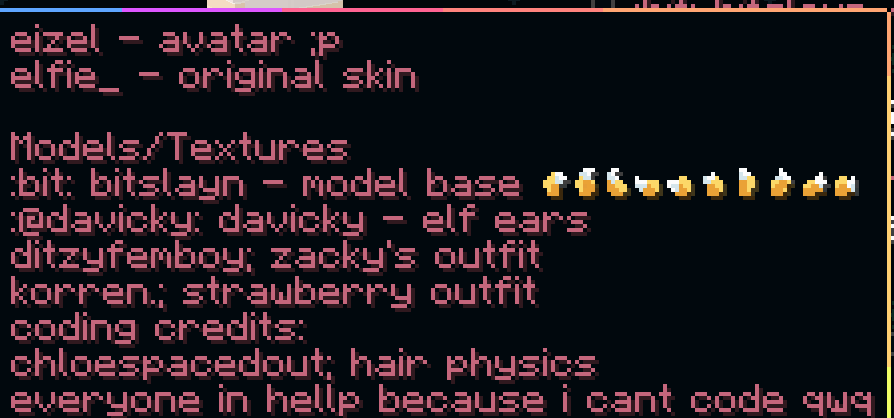 eizel - avatar ;p
elfie_ - original skin
Models/Textures
:bit: bitslayn - model base
:@davicky: davicky - elf ears
ditzyfemboy; zacky's outfit
korren.; strawberry outfit
coding credits:
chloespacedout; hair physics
everyone in hellp because i cant code qwq